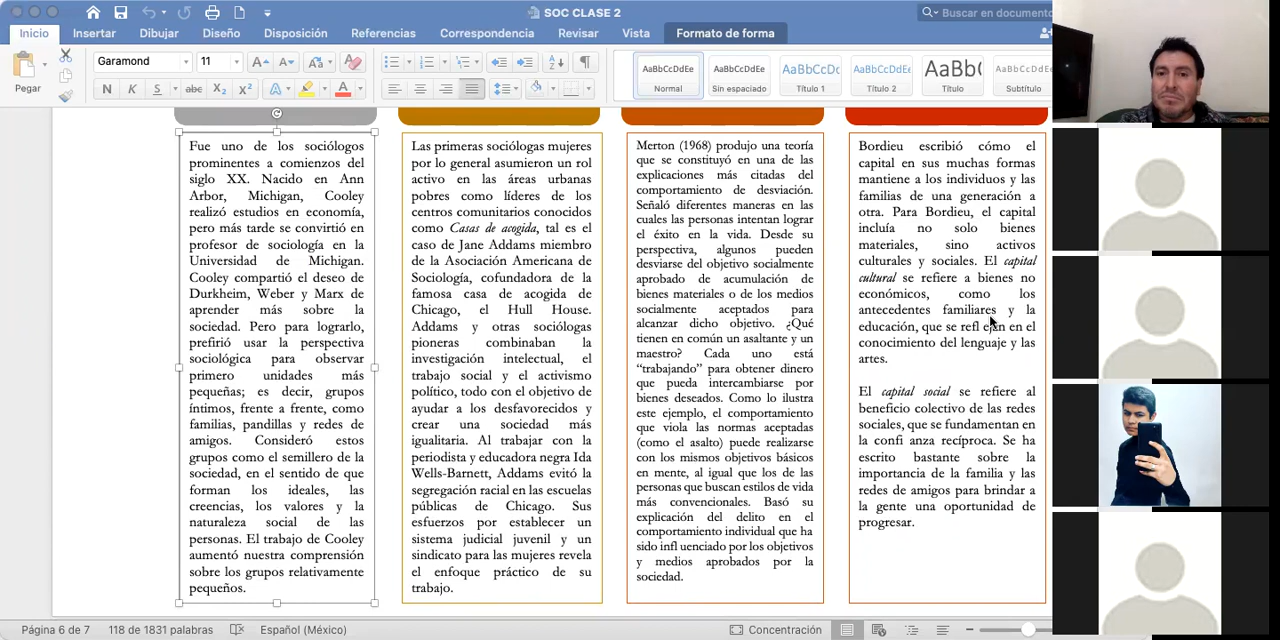 SOC CLASE 2
Buscar en documento
Inicio Insertar Dibujar Diseño Disposición Referencias Correspondencia Revisar Vista Formato de forma
Pegar
Garamond 11
AaBbCcDdEe AaBbCcDdEe AaBbCcDc AaBbCcDdEe AaBb( AaBbCcDdEe
Normal Sin espaciado Título 1 Título 2 Título Subtítulo
Fue uno de los sociólogos
prominentes a comienzos del
siglo XX. Nacido en Ann
Arbor, Michigan, Cooley
realizó estudios en economía,
pero más tarde se convirtió en
profesor de sociología en la
Universidad de Michigan.
Cooley compartió el deseo de
Durkheim, Weber y Marx de
aprender más sobre la
sociedad. Pero para lograrlo,
prefirió usar la perspectiva
sociológica para observar
primero unidades más
pequeñas; es decir, grupos
íntimos, frente a frente, como
familias, pandillas y redes de
amigos. Consideró estos
grupos como el semillero de la
sociedad, en el sentido de que
forman los ideales, las
creencias, los valores y la
naturaleza social de las
personas. El trabajo de Cooley
aumentó nuestra comprensión
sobre los grupos relativamente
pequeños.
Las primeras sociólogas mujeres
por lo general asumieron un rol
activo en las áreas urbanas
pobres como líderes de los
centros comunitarios conocidos
como Casas de acogida, tal es el
caso de Jane Addams miembro
de la Asociación Americana de
Sociología, cofundadora de la
famosa casa de acogida de
Chicago, el Hull House.
Addams y otras sociólogas
pioneras combinaban la
investigación intelectual, el
trabajo social y el activismo
político, todo con el objetivo de
ayudar a los desfavorecidos y
crear una sociedad más
igualitaria. Al trabajar con la
periodista y educadora negra Ida
Wells-Barnett, Addams evitó la
segregación racial en las escuelas
públicas de Chicago. Sus
esfuerzos por establecer un
sistema judicial juvenil y un
sindicato para las mujeres revela
el enfoque práctico de su
trabajo.
Merton (1968) produjo una teoría
que se constituyó en una de las
explicaciones más citadas del
comportamiento de desviación.
Señaló diferentes maneras en las
cuales las personas intentan lograr
el éxito en la vida. Desde su
perspectiva, algunos pueden
desviarse del objetivo socialmente
aprobado de acumulación de
bienes materiales o de los medios
socialmente aceptados para
alcanzar dicho objetivo. ¿Qué
tienen en común un asaltante y un
maestro? Cada uno está
“trabajando” para obtener dinero
que pueda intercambiarse por
bienes deseados. Como lo ilustra
este ejemplo, el comportamiento
que viola las normas aceptadas
(como el asalto) puede realizarse
con los mismos objetivos básicos
en mente, al igual que los de las
personas que buscan estilos de vida
más convencionales. Basó su
explicación del delito en el
comportamiento individual que ha
sido infl uenciado por los objetivos
y medios aprobados por la
sociedad.
Bordieu escribió cómo el
capital en sus muchas formas
mantiene a los individuos y las
familias de una generación a
otra. Para Bordieu, el capital
incluía no solo bienes
materiales, sino activos
culturales y sociales. El capital
cultural se refiere a bienes no
económicos, como los
antecedentes familiares y la
educación, que se refl ejan en el
conocimiento del lenguaje y las
artes.
El capital social se refiere al
beneficio colectivo de las redes
sociales, que se fundamentan en
la confi anza recíproca. Se ha
escrito bastante sobre la
importancia de la familia y las
redes de amigos para brindar a
la gente una oportunidad de
progresar.
Página 6 de 7 118 de 1831 palabras Español (México) Concentración